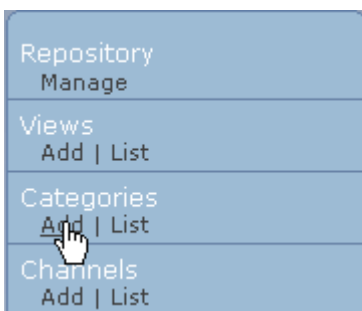 Repository
Manage
Views
Add | List
Categories
Add | List
Channels
Add | List